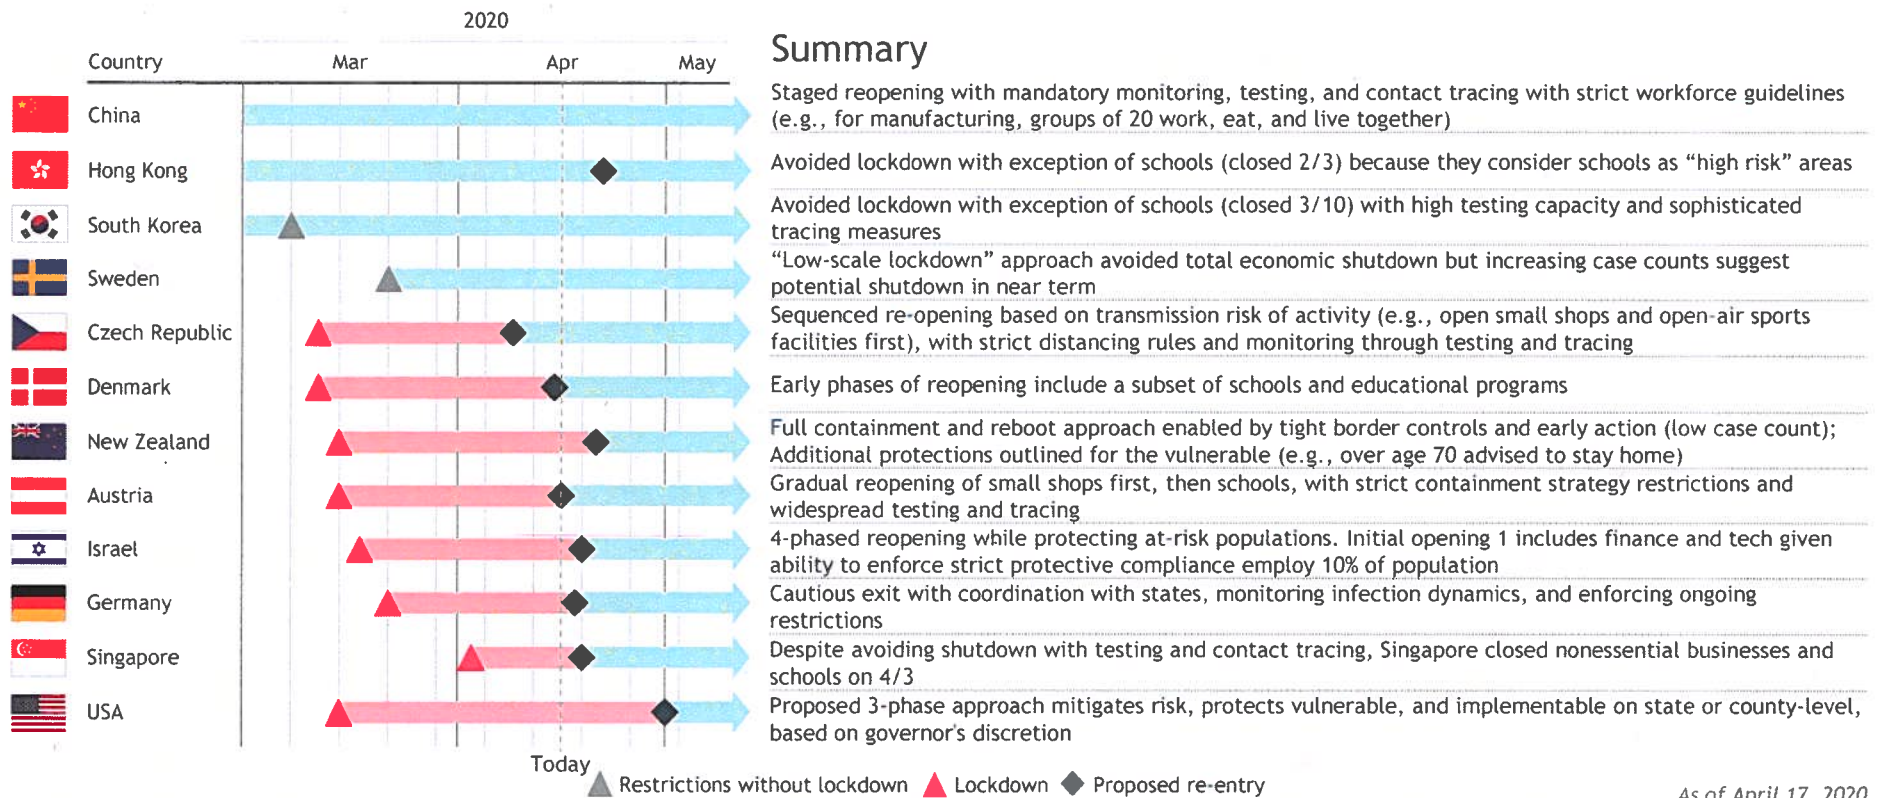 2020
Summary
Country Mar Apr May
China
Staged reopening with mandatory monitoring, testing, and contact tracing with strict workforce guidelines
(e.g., for manufacturing, groups of 20 work, eat, and live together)
Hong Kong
Avoided lockdown with exception of schools (closed 2/3) because they consider schools as “high risk” areas
South Korea
Avoided lockdown with exception of schools (closed 3/10) with high testing capacity and sophisticated
tracing measures
Sweden
“Low-scale lockdown” approach avoided total economic shutdown but increasing case counts suggest
potential shutdown in near term
Czech Republic
Sequenced re-opening based on transmission risk of activity (e.g., open small shops and open-air sports
facilities first), with strict distancing rules and monitoring through testing and tracing
Denmark
Early phases of reopening include a subset of schools and educational programs
New Zealand
Full containment and reboot approach enabled by tight border controls and early action (low case count);
Additional protections outlined for the vulnerable (e.g., over age 70 advised to stay home)
Austria
Gradual reopening of small shops first, then schools, with strict containment strategy restrictions and
widespread testing and tracing
Israel
4-phased reopening while protecting at-risk populations. Initial opening 1 includes finance and tech given
ability to enforce strict protective compliance employ 10% of population
Germany
Cautious exit with coordination with states, monitoring infection dynamics, and enforcing ongoing
restrictions
Singapore
Despite avoiding shutdown with testing and contact tracing, Singapore closed nonessential businesses and
schools on 4/3
USA
Proposed 3-phase approach mitigates risk, protects vulnerable, and implementable on state or county-level,
based on governor's discretion
Today
Restrictions without lockdown Lockdown Proposed re-entry
As of April 17, 2020